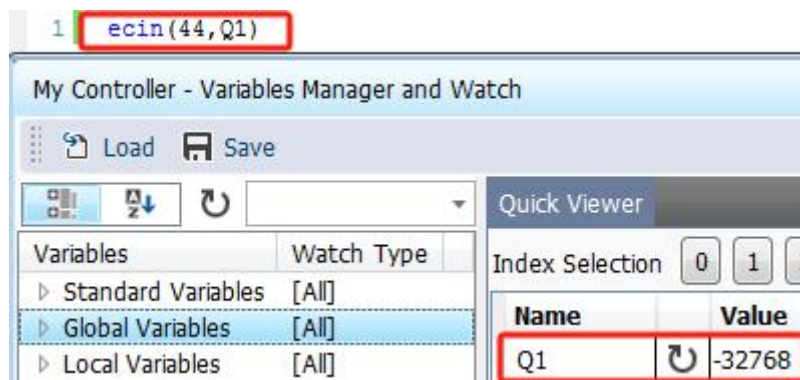 1 ecin(44,Q1)
My Controller - Variables Manager and Watch
Load Save
Quick Viewer
Variables Watch Type
Index Selection 0 1
Standard Variables [All]
Name Value
Global Variables [All]
Q1 -32768
Local Variables [All]